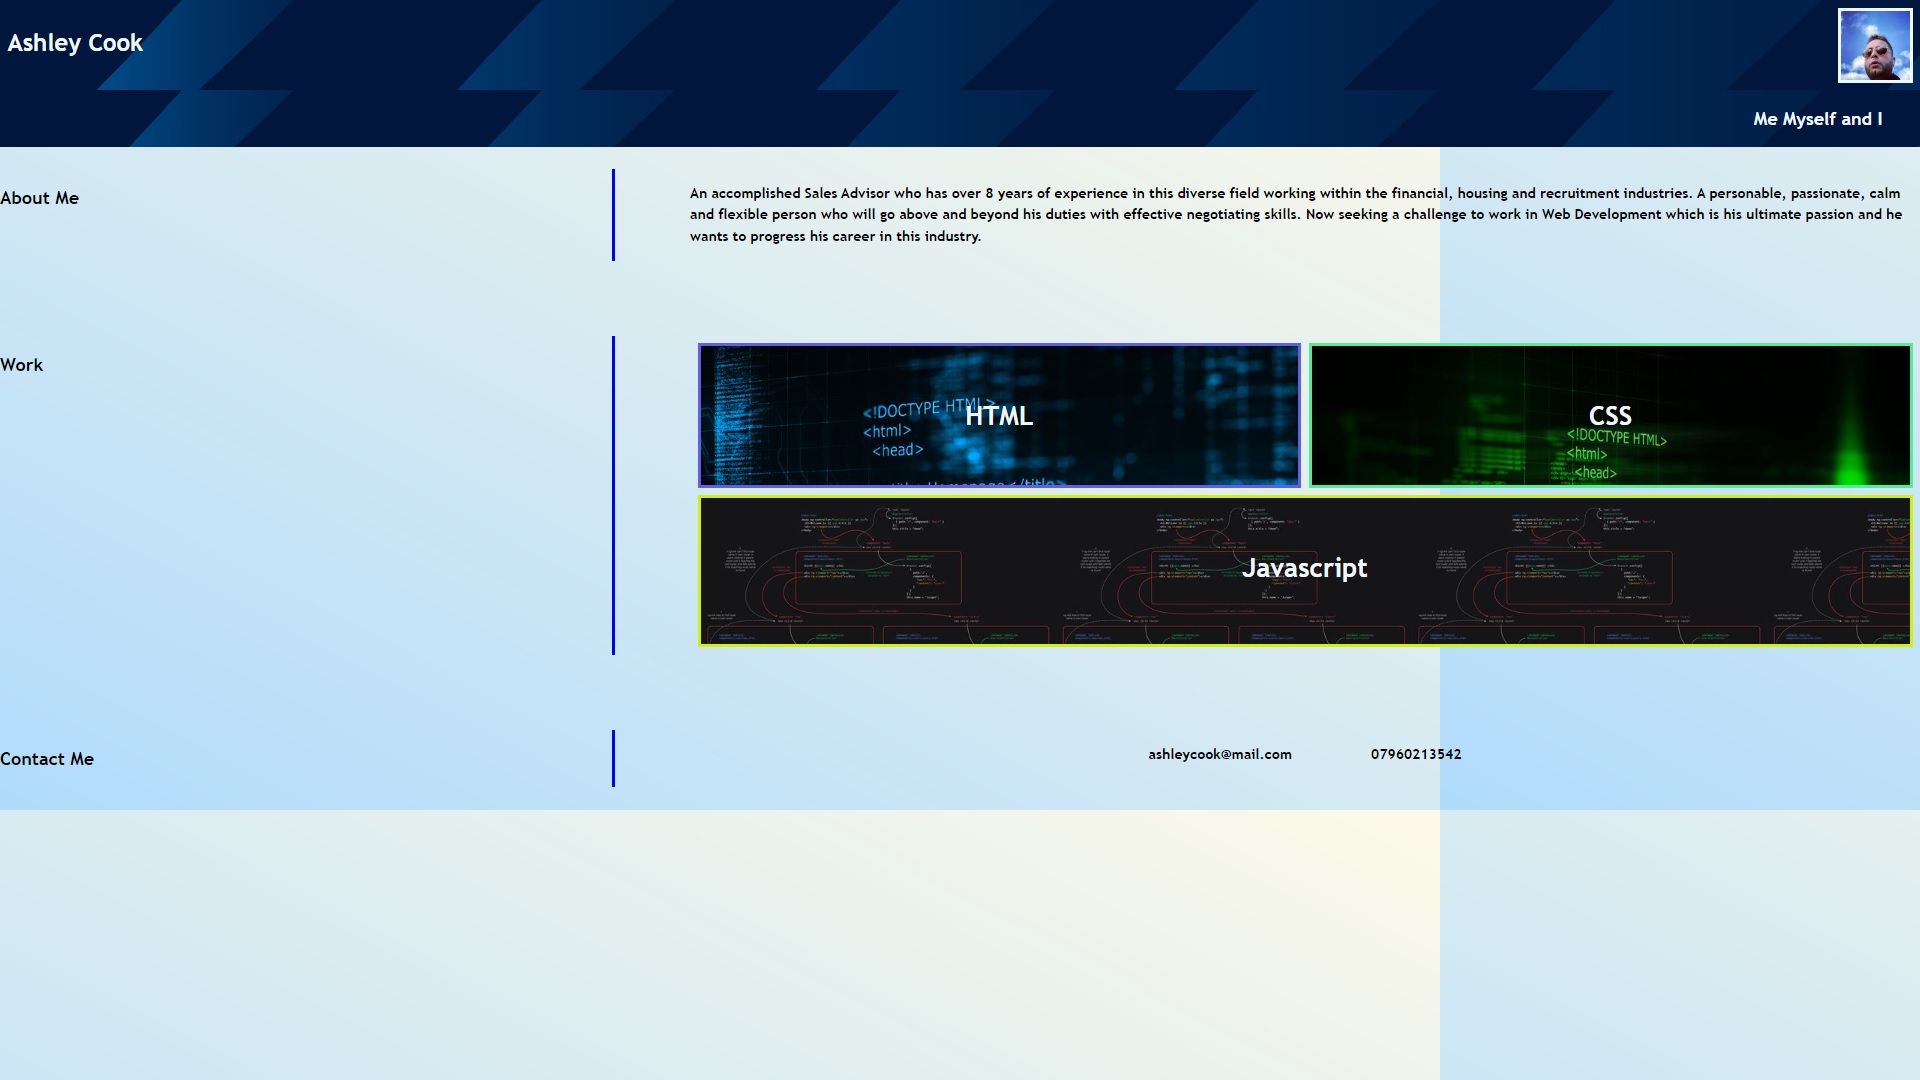 Ashley Cook
Me Myself and I
About Me
An accomplished Sales Advisor who has over 8 years of experience in this diverse field working within the financial, housing and recruitment industries. A personable, passionate, calm
and flexible person who will go above and beyond his duties with effective negotiating skills. Now seeking a challenge to work in Web Development which is his ultimate passion and he
wants to progress his career in this industry.
Work
<!DOCTYPE HTML>
HTML
<html>
<head>
CSS
<!DOCTYPE HTML>
<html>
<head>
Javascript
Contact Me
ashleycook@mail.com
07960213542